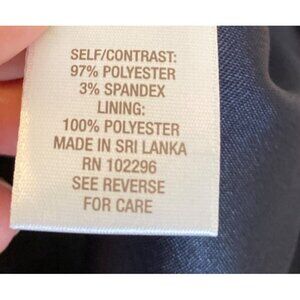 SELF/CONTRAST:
97% POLYESTER
3% SPANDEX
LINING:
100% POLYESTER
MADE IN SRI LANKA
RN 102296
SEE REVERSE
FOR CARE